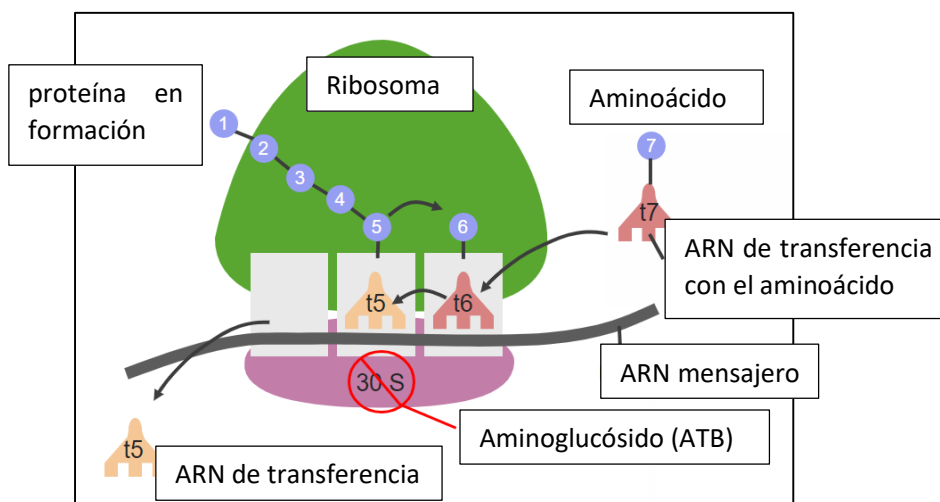 Ribosoma
proteína en
formación
Aminoácido
1
2
3
4
5
6
7
t7
t5
t6
ARN de transferencia
con el aminoácido
ARN mensajero
30 S
Aminoglucósido (ATB)
t5
ARN de transferencia